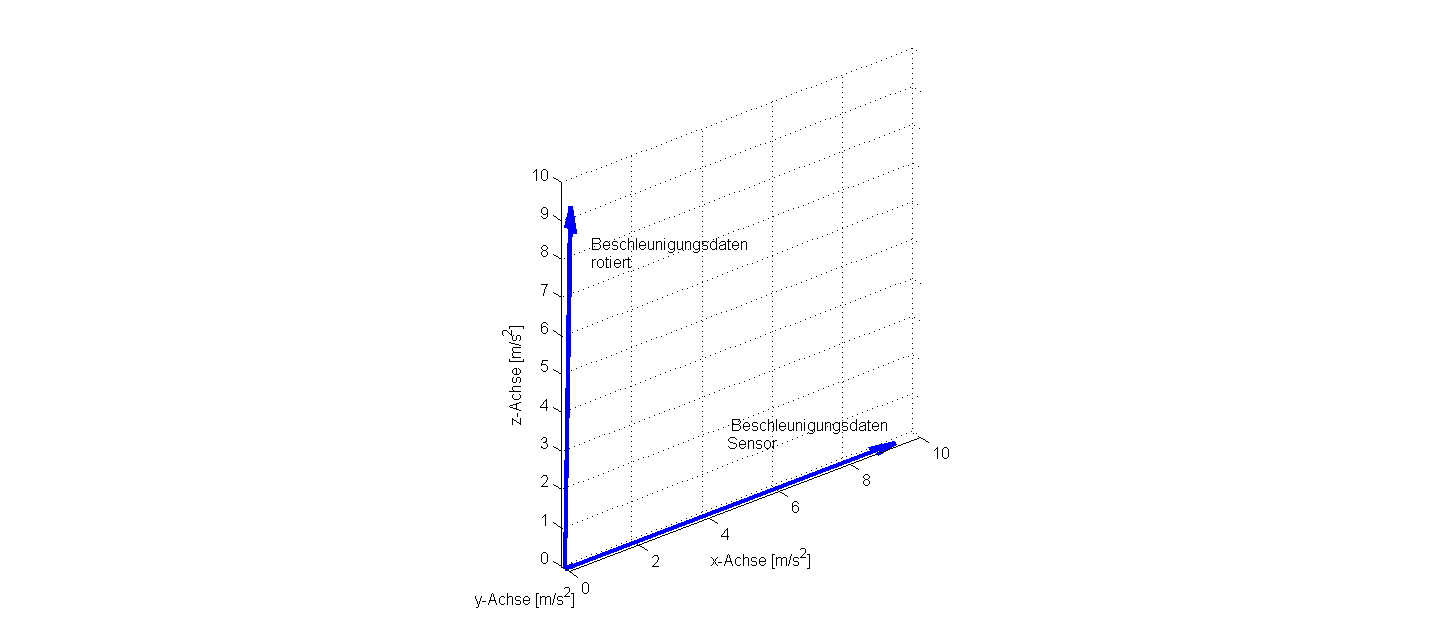 10
9
Beschleunigungsdaten
rotiert
8
7
6
5
4
3
2
1
0
z-Achse [m/s²]
Beschleunigungsdaten
Sensor
10
8
6
4
2
0
x-Achse [m/s²]
y-Achse [m/s²]